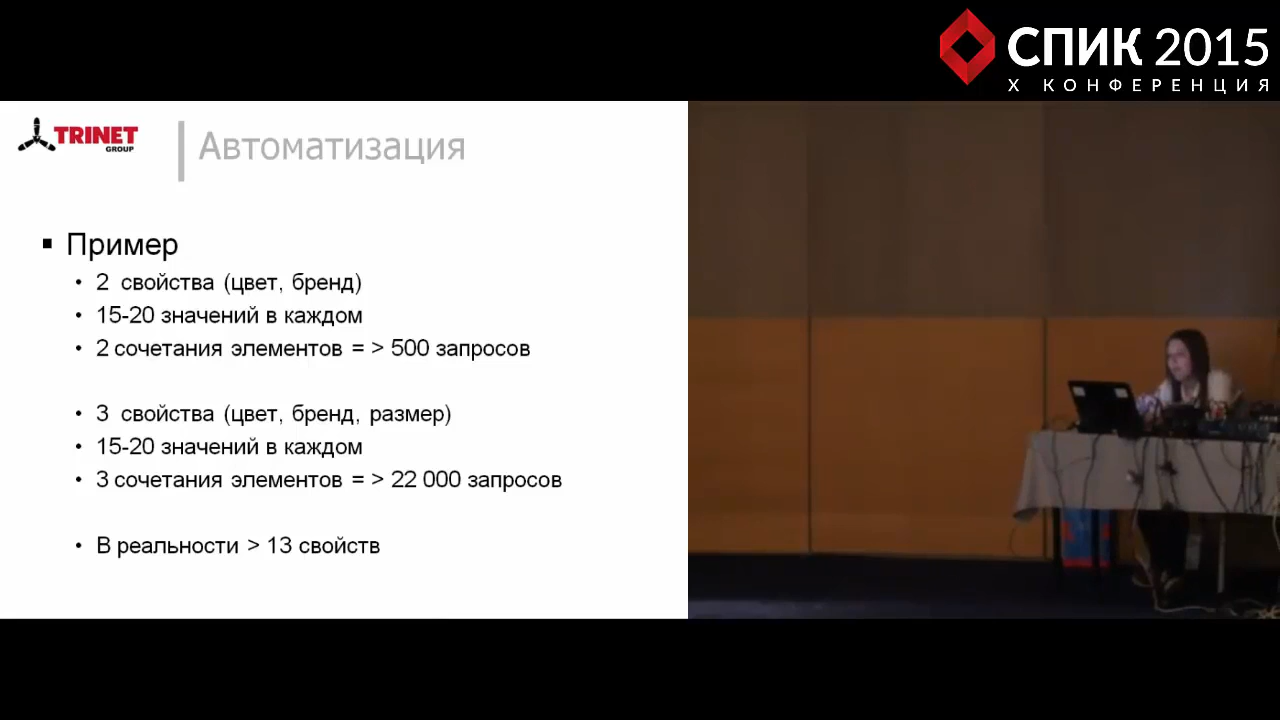 СПИК 2015
X КОНФЕРЕНЦИЯ
TRINET
GROUP
Автоматизация
Пример
2 свойства (цвет, бренд)
15-20 значений в каждом
2 сочетания элементов = > 500 запросов
3 свойства (цвет, бренд, размер)
15-20 значений в каждом
3 сочетания элементов = > 22 000 запросов
В реальности > 13 свойств